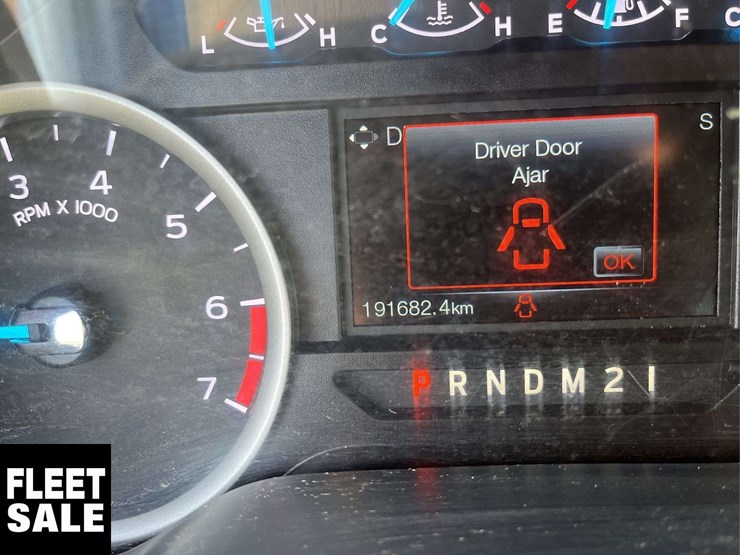 L H C H E F C
D S
Driver Door
Ajar
OK
191682.4km
3 4 5 6 7
RPM X 1000
P R N D M 2 1
FLEET
SALE